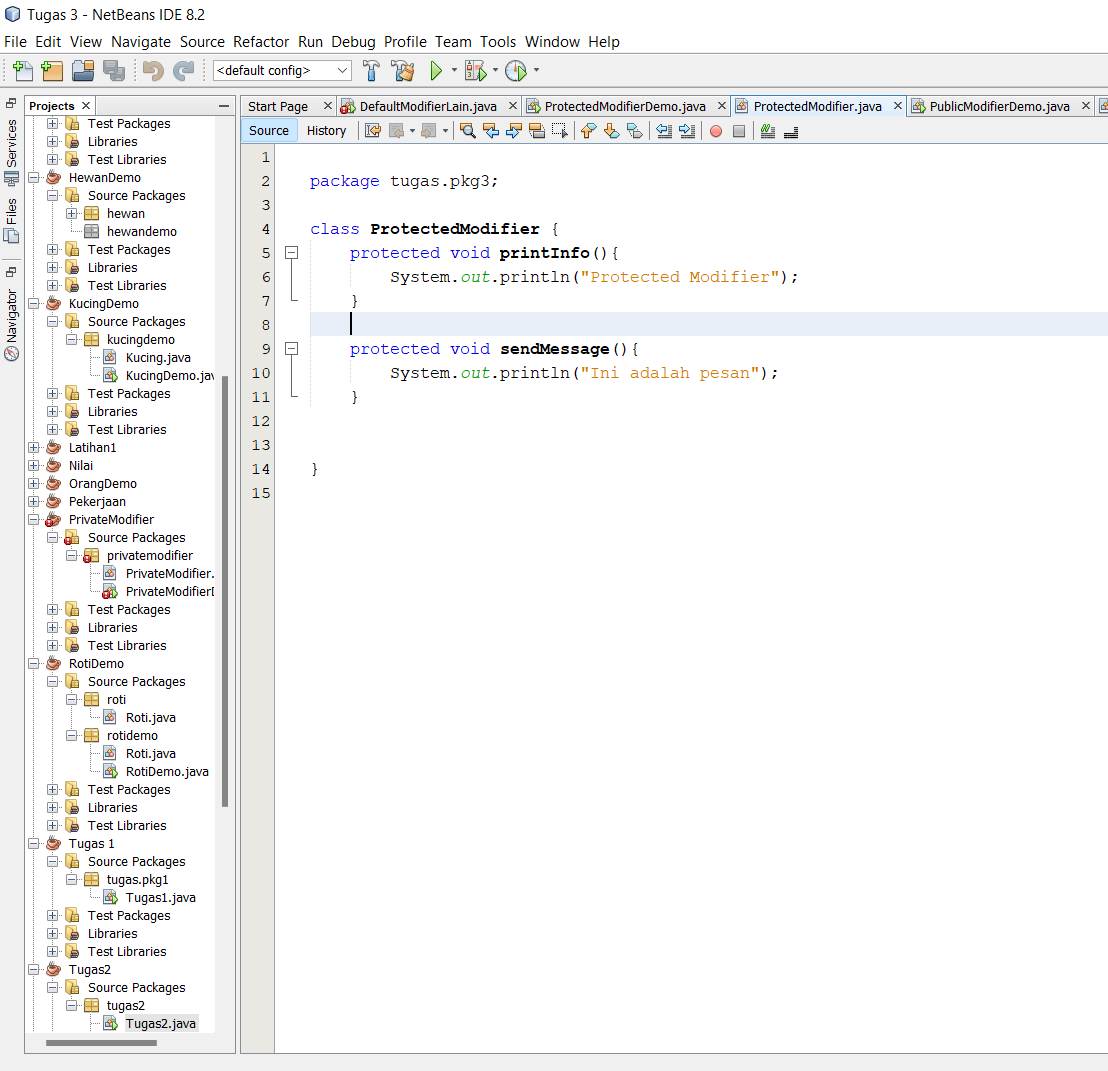 Tugas 3 - NetBeans IDE 8.2
File Edit View Navigate Source Refactor Run Debug Profile Team Tools Window Help
<default config>
Projects
Start Page
DefaultModifierLain.java
ProtectedModifierDemo.java
ProtectedModifier.java
PublicModifierDemo.java
Source History
Services
Files
Navigator
Test Packages
Libraries
Test Libraries
HewanDemo
Source Packages
hewan
hewandemo
Test Packages
Libraries
Test Libraries
KucingDemo
Source Packages
kucingdemo
Kucing.java
KucingDemo.jav
Test Packages
Libraries
Test Libraries
Latihan1
Nilai
OrangDemo
Pekerjaan
PrivateModifier
Source Packages
privatemodifier
PrivateModifier.
PrivateModifierD
Test Packages
Libraries
Test Libraries
RotiDemo
Source Packages
roti
Roti.java
rotidemo
Roti.java
RotiDemo.java
Test Packages
Libraries
Test Libraries
Tugas 1
Source Packages
tugas.pkg1
Tugas1.java
Test Packages
Libraries
Test Libraries
Tugas2
Source Packages
tugas2
Tugas2.java
1
2 package tugas.pkg3;
3
4 class ProtectedModifier {
5 protected void printInfo(){
6 System.out.println("Protected Modifier");
7 }
8
9 protected void sendMessage(){
10 System.out.println("Ini adalah pesan");
11 }
12
13
14 }
15